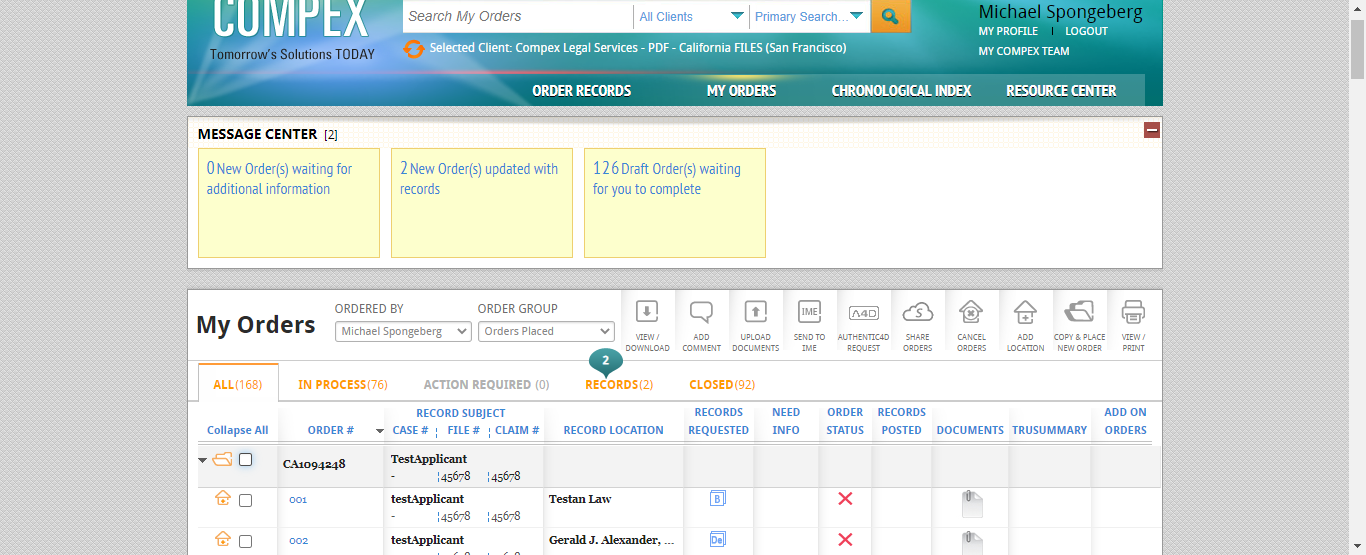 COMPEX
Tomorrow's Solutions TODAY
Search My Orders
All Clients
Primary Search...
Michael Spongeberg
MY PROFILE | LOGOUT
MY COMPEX TEAM
Selected Client: Compex Legal Services - PDF - California FILES (San Francisco)
ORDER RECORDS MY ORDERS CHRONOLOGICAL INDEX RESOURCE CENTER
MESSAGE CENTER [2]
0 New Order(s) waiting for
additional information
2 New Order(s) updated with
records
126 Draft Order(s) waiting
for you to complete
My Orders
ORDERED BY
Michael Spongeberg
ORDER GROUP
Orders Placed
VIEW /
DOWNLOAD
ADD
COMMENT
UPLOAD
DOCUMENTS
IME
SEND TO
IME
A4D
AUTHENTIC4D
REQUEST
S
SHARE
ORDERS
CANCEL
ORDERS
ADD
LOCATION
COPY & PLACE
NEW ORDER
VIEW /
PRINT
2
ALL(168) IN PROCESS(76) ACTION REQUIRED (0) RECORDS(2) CLOSED(92)
Collapse All
ORDER #
RECORD SUBJECT
CASE # FILE # CLAIM #
RECORD LOCATION
RECORDS
REQUESTED
NEED
INFO
ORDER
STATUS
RECORDS
POSTED
DOCUMENTS
TRUSUMMARY
ADD ON
ORDERS
CA1094248
TestApplicant
- 45678 45678
001
testApplicant
- 45678 45678
Testan Law
B
002
testApplicant
Gerald J. Alexander, ...
De